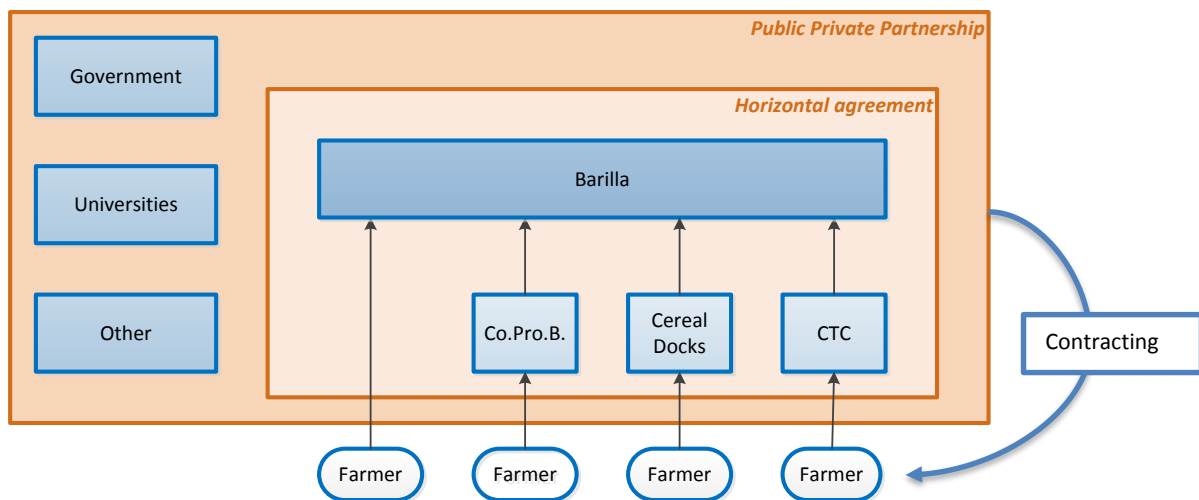 Public Private Partnership
Government
Horizontal agreement
Barilla
Universities
Other
Co.Pro.B.
Cereal
Docks
CTC
Contracting
Farmer
Farmer
Farmer
Farmer